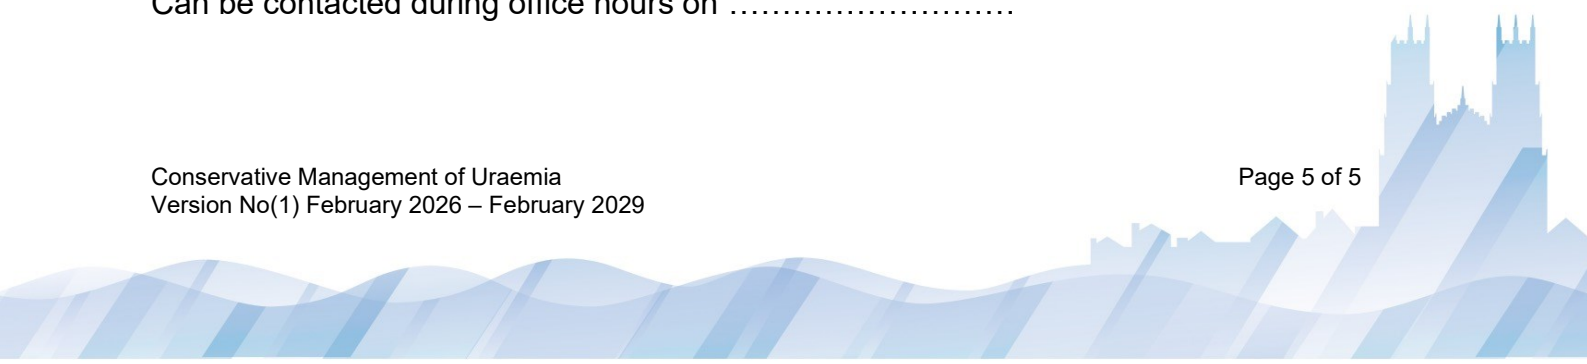 Can be contacted during office hours on ………………………….
Conservative Management of Uraemia
Page 5 of 5
Version No(1) February 2026 – February 2029